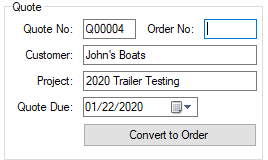 Quote
Quote No: Q00004 Order No:
Customer: John's Boats
Project: 2020 Trailer Testing
Quote Due: 01/22/2020
Convert to Order